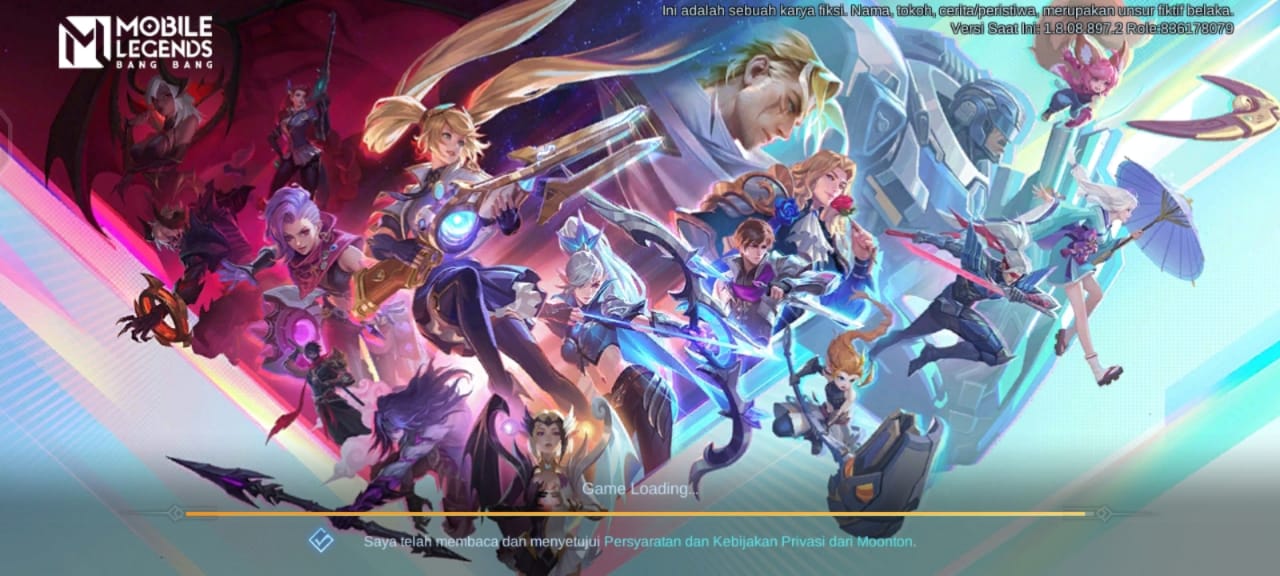 MOBILE
LEGENDS
BANG BANG
Ini adalah sebuah karya fiksi. Nama, tokoh, cerita/peristiwa, merupakan unsur fiktif belaka.
Versi Saat Ini: 1.8.08.897.2 Role:836178079
Game Loading...
Saya telah membaca dan menyetujui Persyaratan dan Kebijakan Privasi dari Moonton.